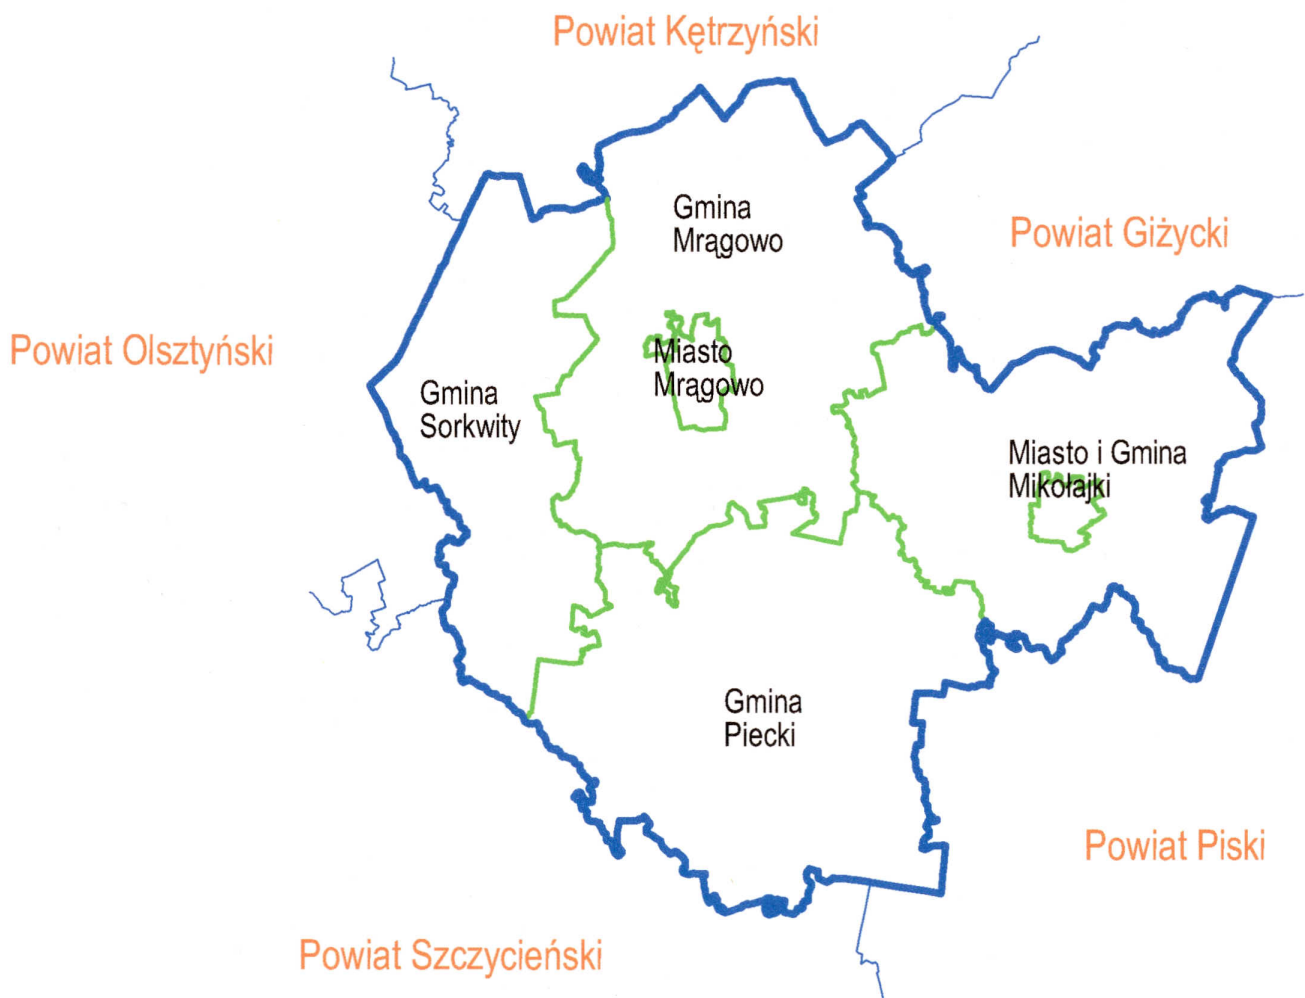 Powiat Kętrzyński
Gmina
Mrągowo
Powiat Giżycki
Powiat Olsztyński
Miasto
Mrągowo
Gmina
Sorkwity
Miasto i Gmina
Mikołajki
Gmina
Piecki
Powiat Piski
Powiat Szczycieński